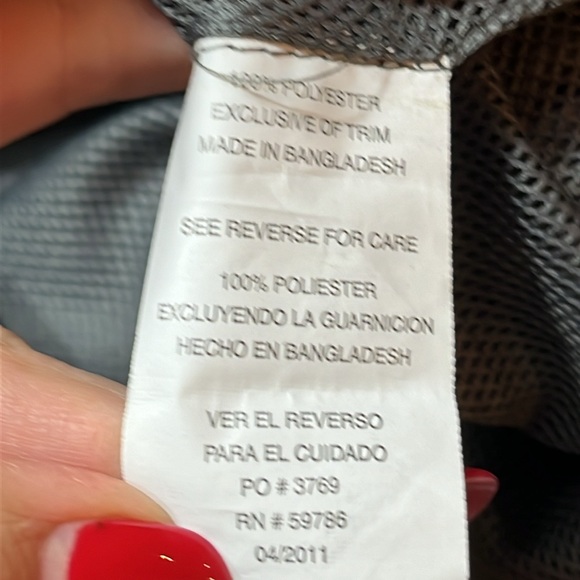 100% POLYESTER
EXCLUSIVE OF TRIM
MADE IN BANGLADESH
SEE REVERSE FOR CARE
100% POLIESTER
EXCLUYENDO LA GUARNICION
HECHO EN BANGLADESH
VER EL REVERSO
PARA EL CUIDADO
PO # 3769
RN # 59786
04/2011